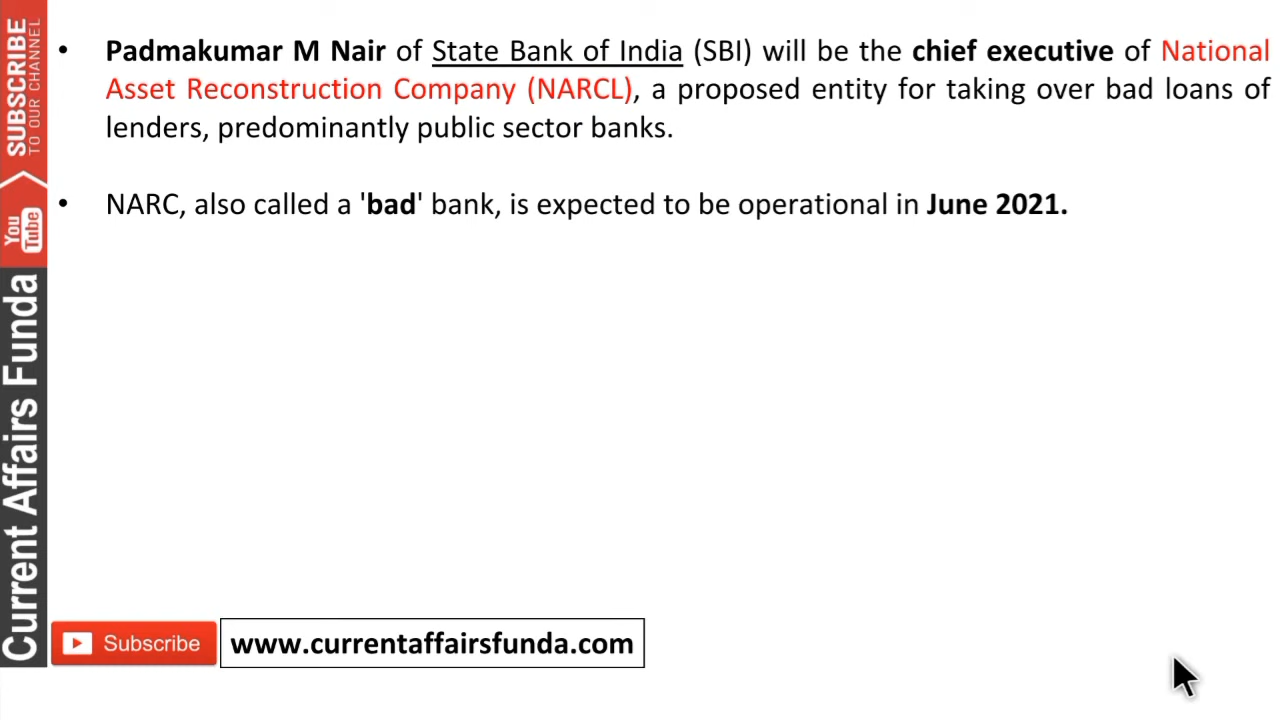 • Padmakumar M Nair of State Bank of India (SBI) will be the chief executive of National
Asset Reconstruction Company (NARCL), a proposed entity for taking over bad loans of
lenders, predominantly public sector banks.
• NARC, also called a 'bad' bank, is expected to be operational in June 2021.
SUBSCRIBE
TO OUR CHANNEL
You
Tube
Current Affairs Funda
Subscribe
www.currentaffairsfunda.com